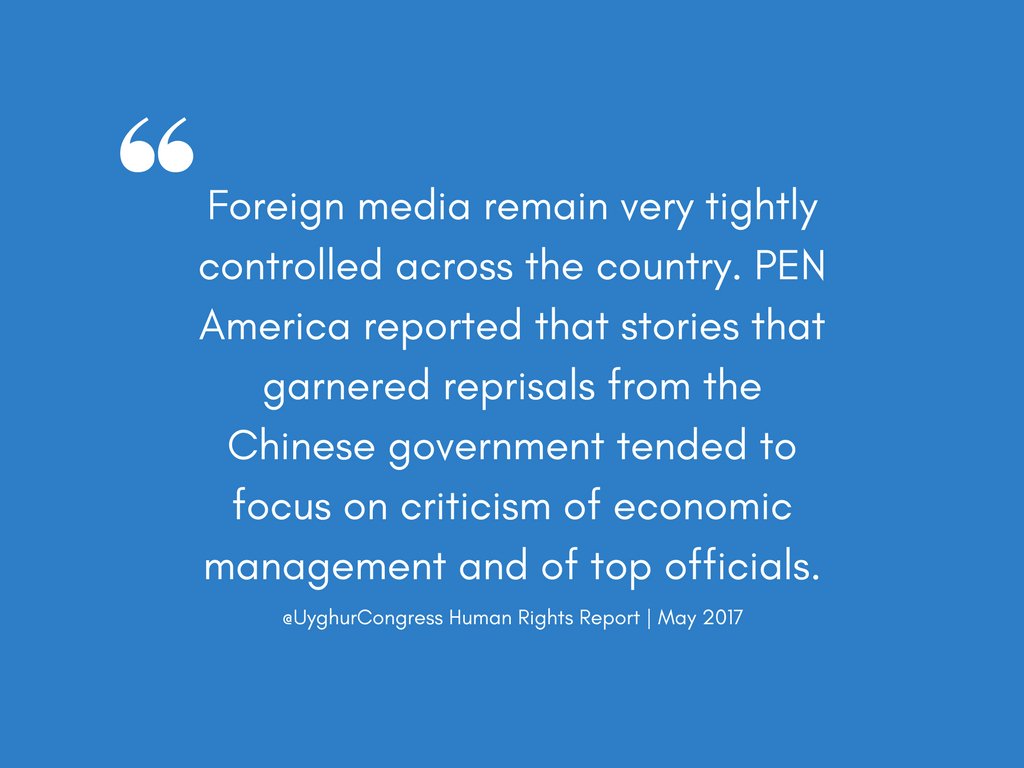 “
Foreign media remain very tightly
controlled across the country. PEN
America reported that stories that
garnered reprisals from the
Chinese government tended to
focus on criticism of economic
management and of top officials.
@UyghurCongress Human Rights Report | May 2017